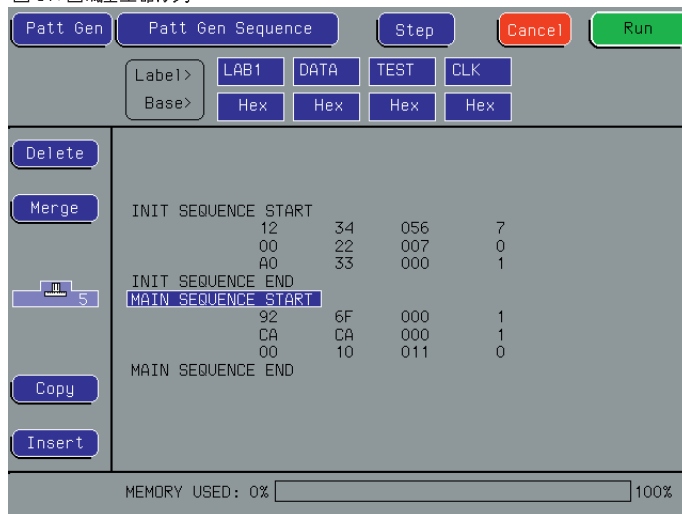 Patt Gen
Patt Gen Sequence
Step
Cancel
Run
Label> LAB1 DATA TEST CLK
Base> Hex Hex Hex Hex
Delete
Merge
INIT SEQUENCE START
12 34 056 7
00 22 007 0
A0 33 000 1
INIT SEQUENCE END
5
MAIN SEQUENCE START
92 6F 000 1
CA CA 000 1
00 10 011 0
MAIN SEQUENCE END
Copy
Insert
MEMORY USED: 0% 100%